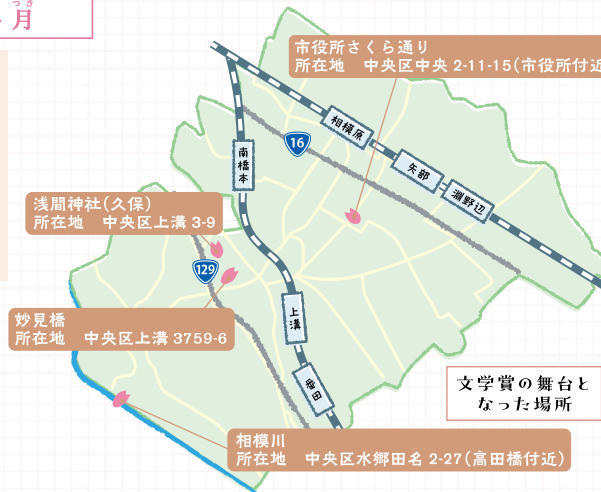 つき
月
市役所さくら通り
所在地　中央区中央 2-11-15（市役所付近
相模原
16
矢部
淵野辺
南橋本
浅間神社（久保）
所在地　中央区上溝 3-9
129
妙見橋
所在地　中央区上溝 3759-6
上溝
番田
文学賞の舞台と
なった場所
相模川
所在地　中央区水郷田名 2-27（高田橋付近）